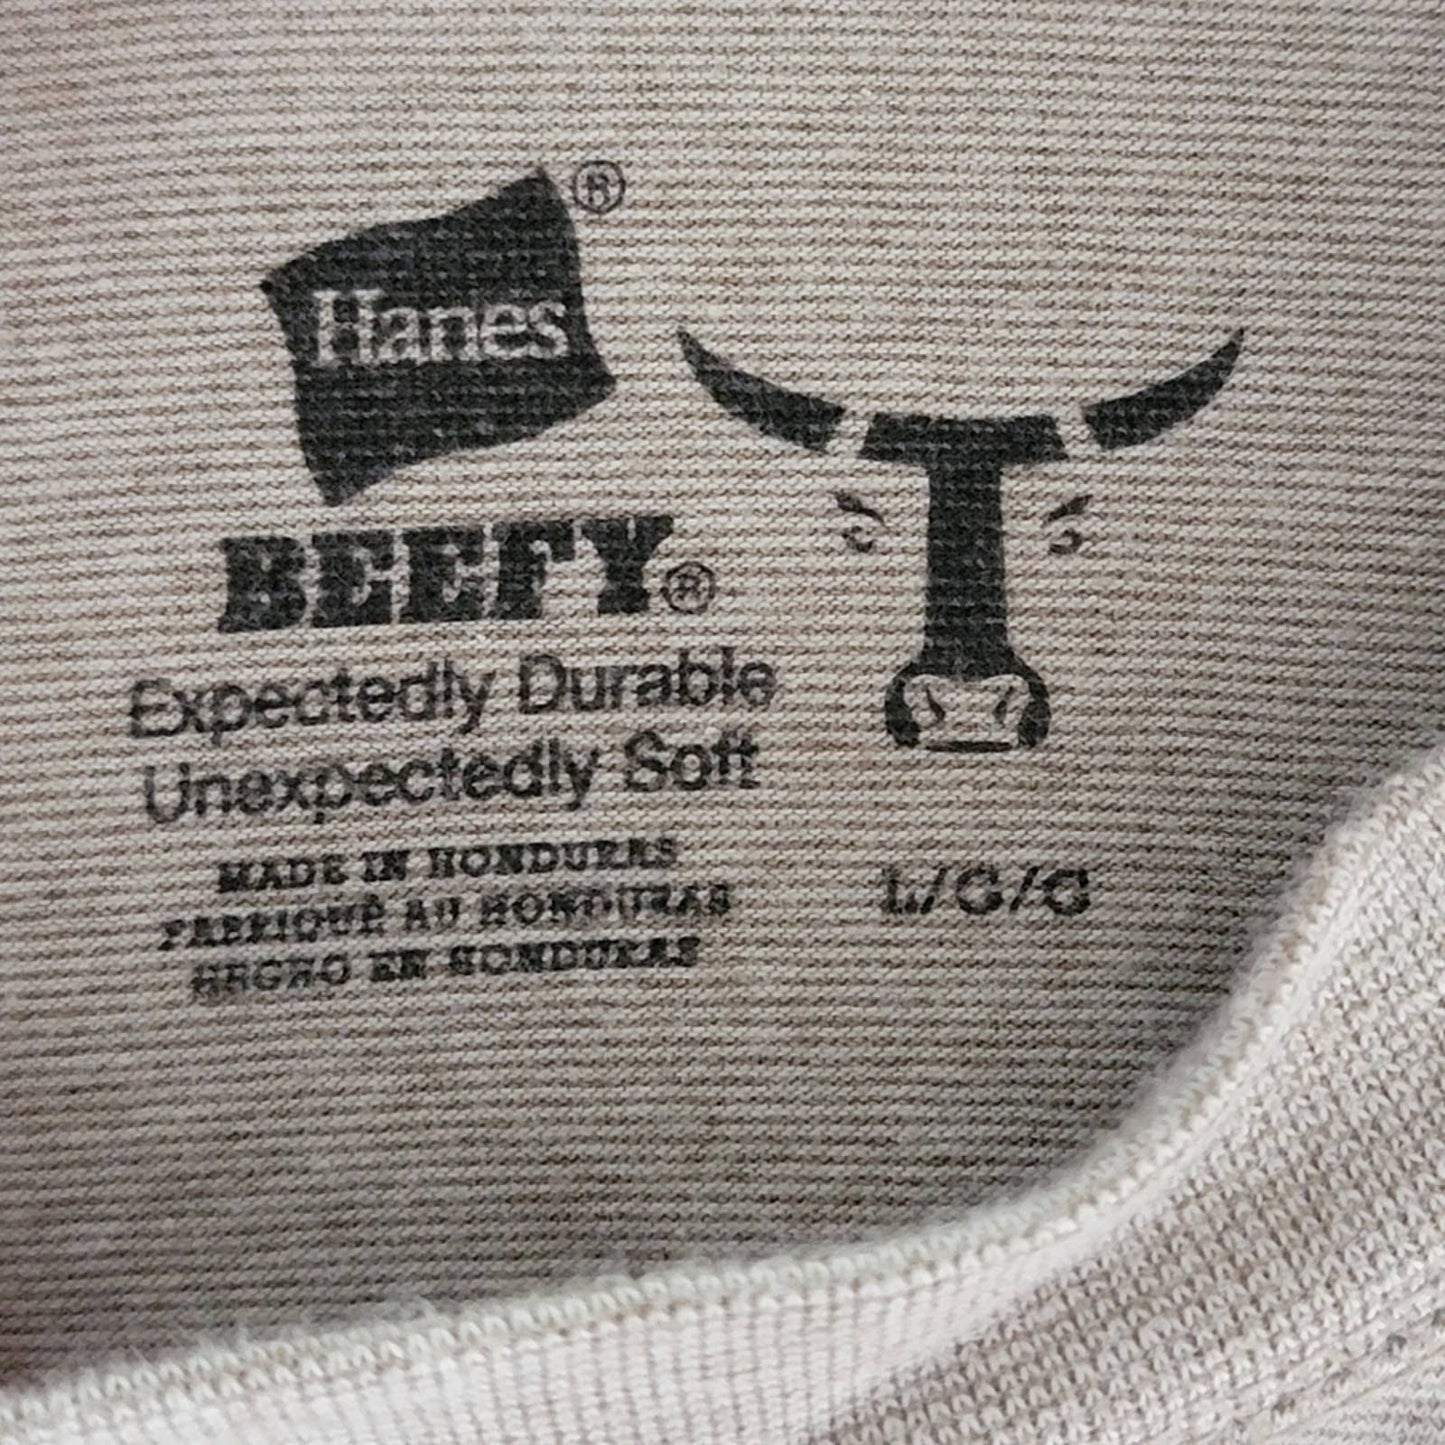 Hanes®
BEEFY®
Expectedly Durable
Unexpectedly Soft
MADE IN HONDURAS
FABRIQUÉ AU HONDURAS
HECHO EN HONDURAS
L/G/G